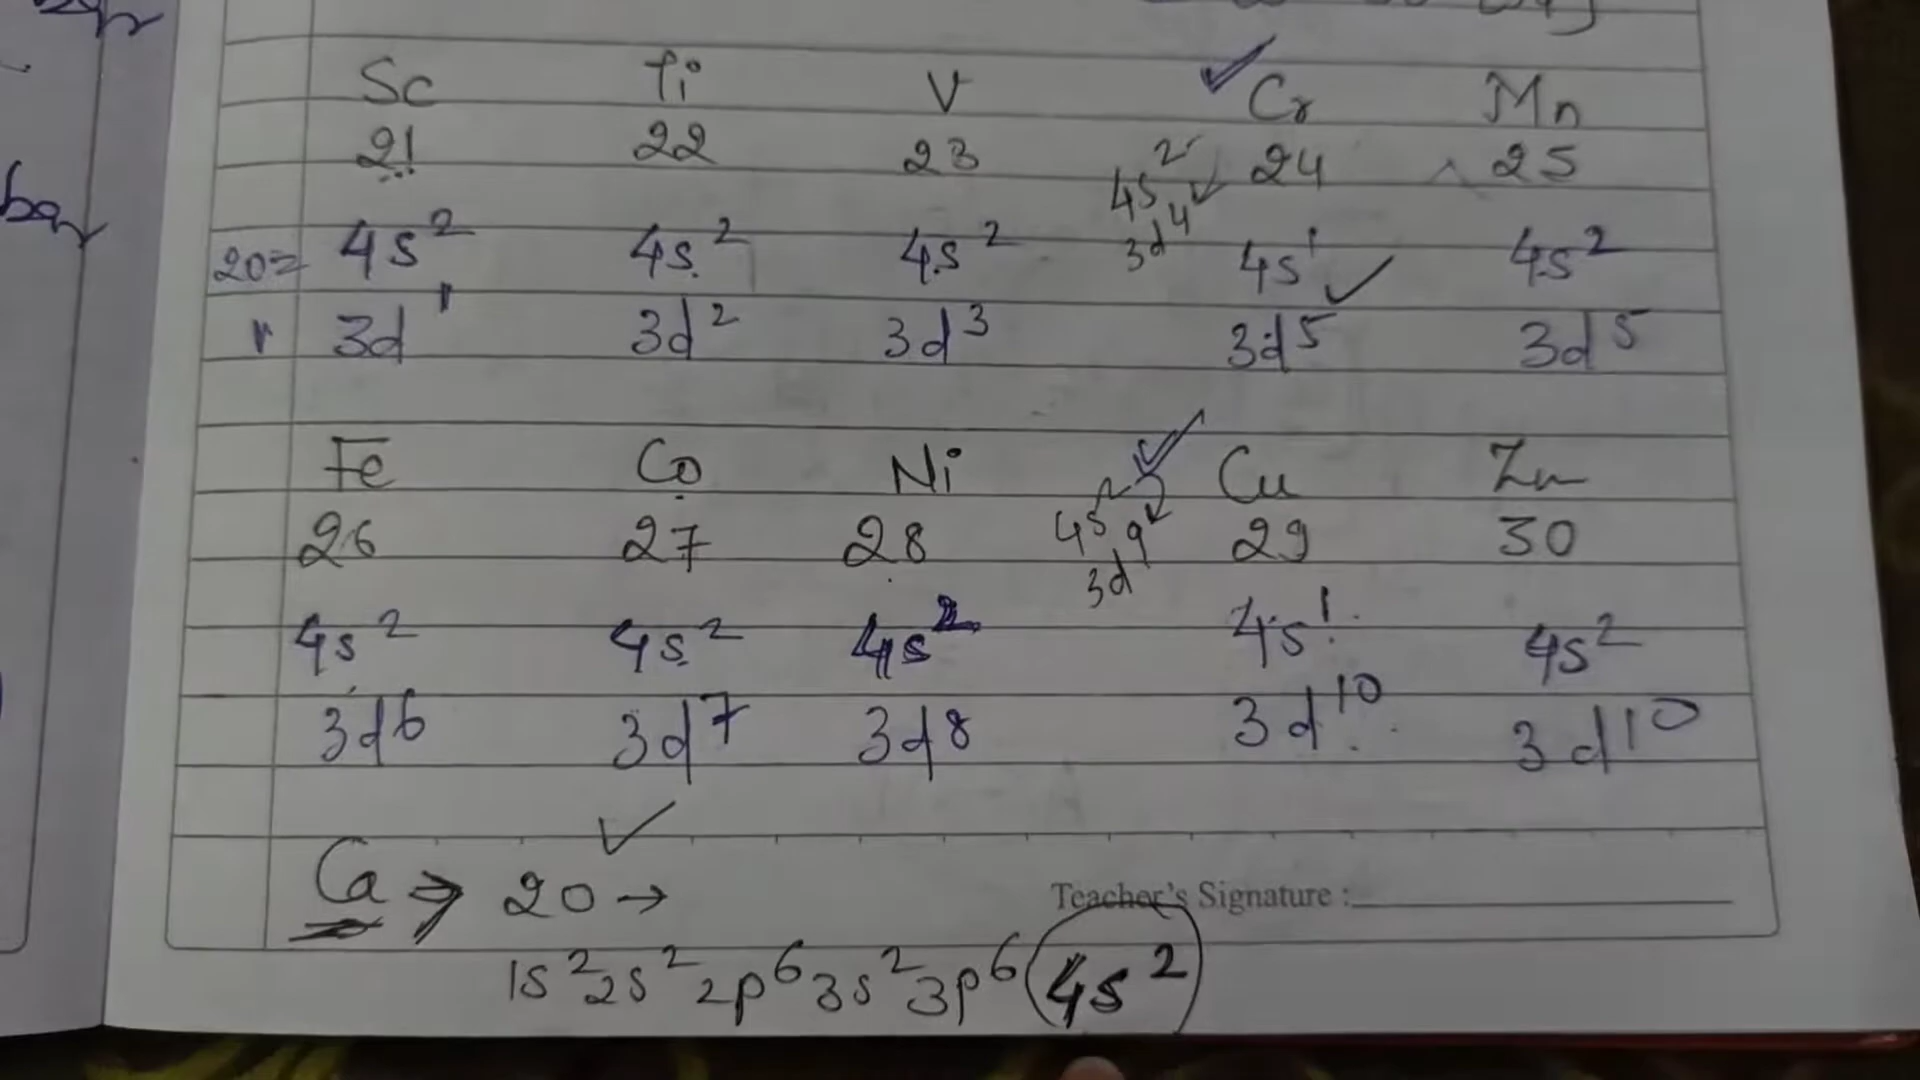 Sc Ti V Cr Mn
21 22 23 24 25
4s² 3d⁴
20= 4s² 4s² 4s² 4s¹ 4s²
1 3d¹ 3d² 3d³ 3d⁵ 3d⁵
Fe Co Ni Cu Zn
26 27 28 29 30
4s² 3d⁹
4s² 4s² 4s² 4s¹ 4s²
3d⁶ 3d⁷ 3d⁸ 3d¹⁰ 3d¹⁰
Ca ⇒ 20 →
Teacher's Signature :
1s² 2s² 2p⁶ 3s² 3p⁶ 4s²